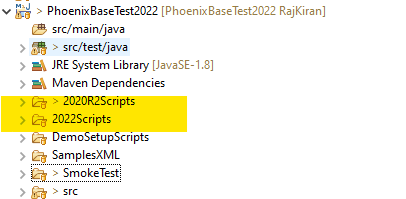 > PhoenixBaseTest2022 [PhoenixBaseTest2022 RajKiran]
src/main/java
> src/test/java
JRE System Library [JavaSE-1.8]
Maven Dependencies
> 2020R2Scripts
2022Scripts
DemoSetupScripts
SamplesXML
> SmokeTest
> src